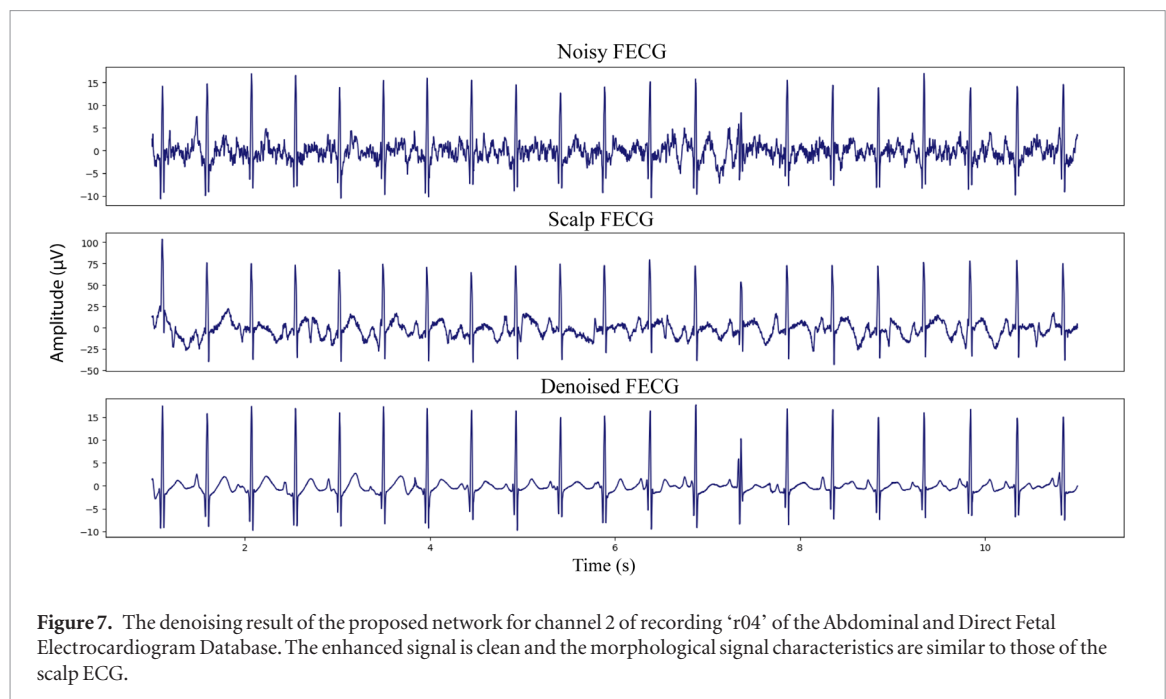 Noisy FECG
15
10
5
0
−5
−10
Scalp FECG
100
75
50
25
0
−25
−50
Amplitude (μV)
Denoised FECG
15
10
5
0
−5
−10
2 4 6 8 10
Time (s)
Figure 7. The denoising result of the proposed network for channel 2 of recording ‘r04’ of the Abdominal and Direct Fetal
Electrocardiogram Database. The enhanced signal is clean and the morphological signal characteristics are similar to those of the
scalp ECG.